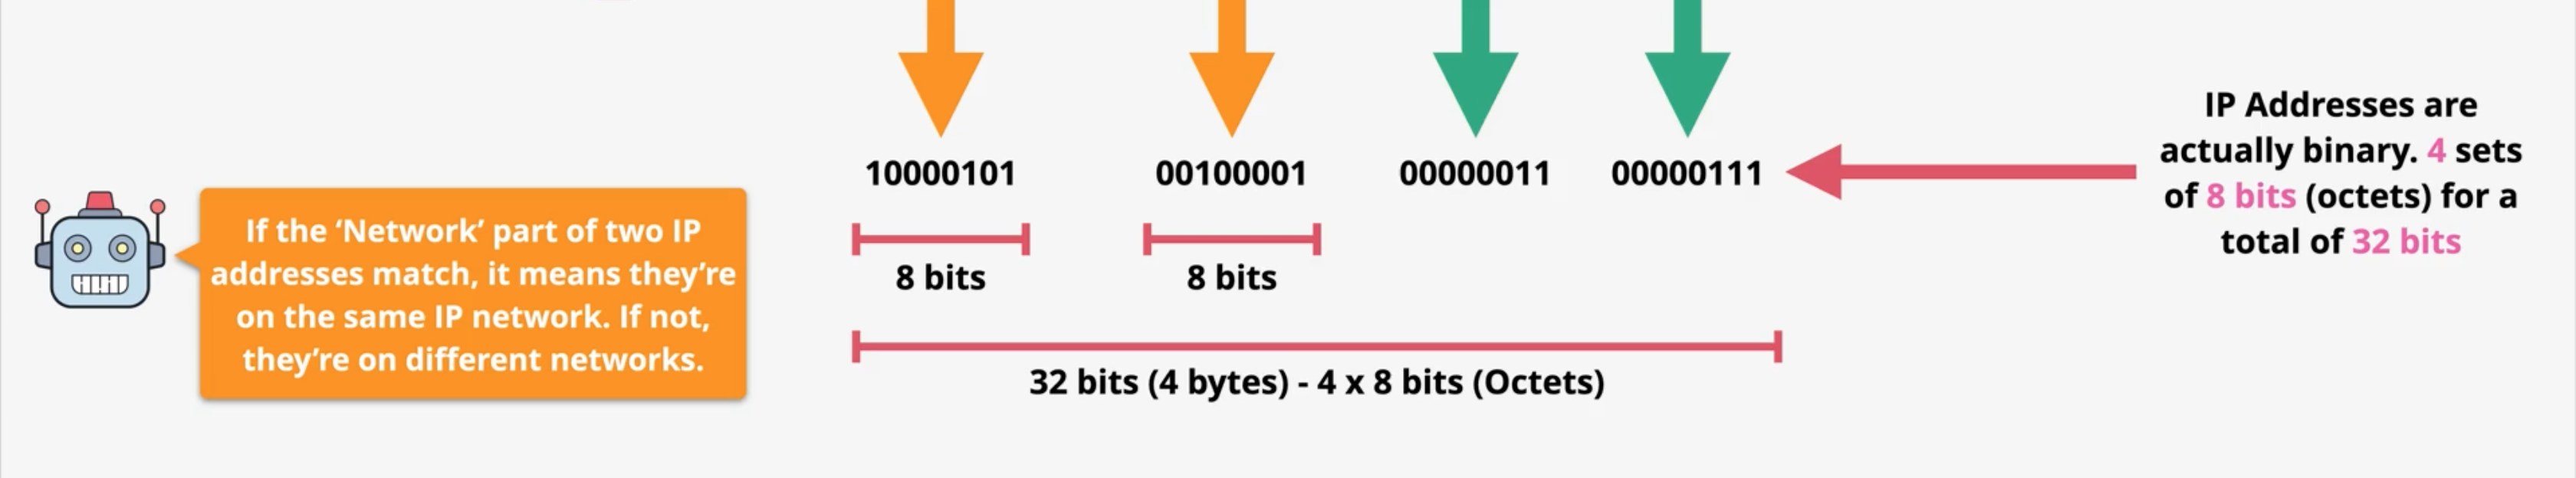 10000101 00100001 00000011 00000111
8 bits 8 bits
32 bits (4 bytes) - 4 x 8 bits (Octets)
If the ‘Network’ part of two IP
addresses match, it means they’re
on the same IP network. If not,
they’re on different networks.
IP Addresses are
actually binary. 4 sets
of 8 bits (octets) for a
total of 32 bits